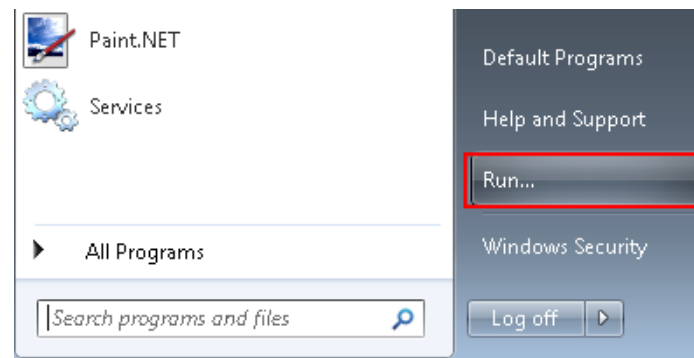 Paint.NET
Services
All Programs
Search programs and files
Default Programs
Help and Support
Run...
Windows Security
Log off